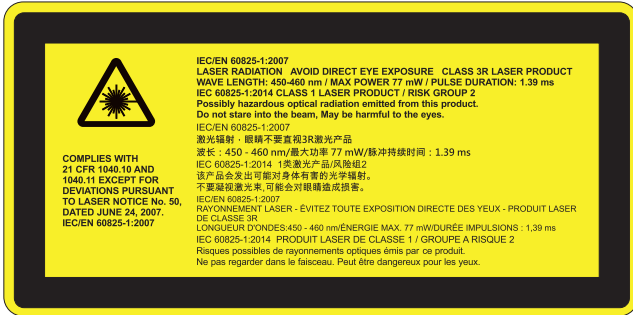 COMPLIES WITH
21 CFR 1040.10 AND
1040.11 EXCEPT FOR
DEVIATIONS PURSUANT
TO LASER NOTICE No. 50,
DATED JUNE 24, 2007.
IEC/EN 60825-1:2007
IEC/EN 60825-1:2007
LASER RADIATION AVOID DIRECT EYE EXPOSURE CLASS 3R LASER PRODUCT
WAVE LENGTH: 450-460 nm / MAX POWER 77 mW / PULSE DURATION: 1.39 ms
IEC 60825-1:2014 CLASS 1 LASER PRODUCT / RISK GROUP 2
Possibly hazardous optical radiation emitted from this product.
Do not stare into the beam, May be harmful to the eyes.
IEC/EN 60825-1:2007
激光辐射，眼睛不要直视3R激光产品
波长：450 - 460 nm/最大功率 77 mW/脉冲持续时间：1.39 ms
IEC 60825-1:2014 1类激光产品/风险组2
该产品会发出可能对身体有害的光学辐射。
不要凝视激光束,可能会对眼睛造成损害。
IEC/EN 60825-1:2007
RAYONNEMENT LASER - ÉVITEZ TOUTE EXPOSITION DIRECTE DES YEUX - PRODUIT LASER
DE CLASSE 3R
LONGUEUR D'ONDES:450 - 460 nm/ÉNERGIE MAX. 77 mW/DURÉE IMPULSIONS : 1,39 ms
IEC 60825-1:2014 PRODUIT LASER DE CLASSE 1 / GROUPE A RISQUE 2
Risques possibles de rayonnements optiques émis par ce produit.
Ne pas regarder dans le faisceau. Peut être dangereux pour les yeux.